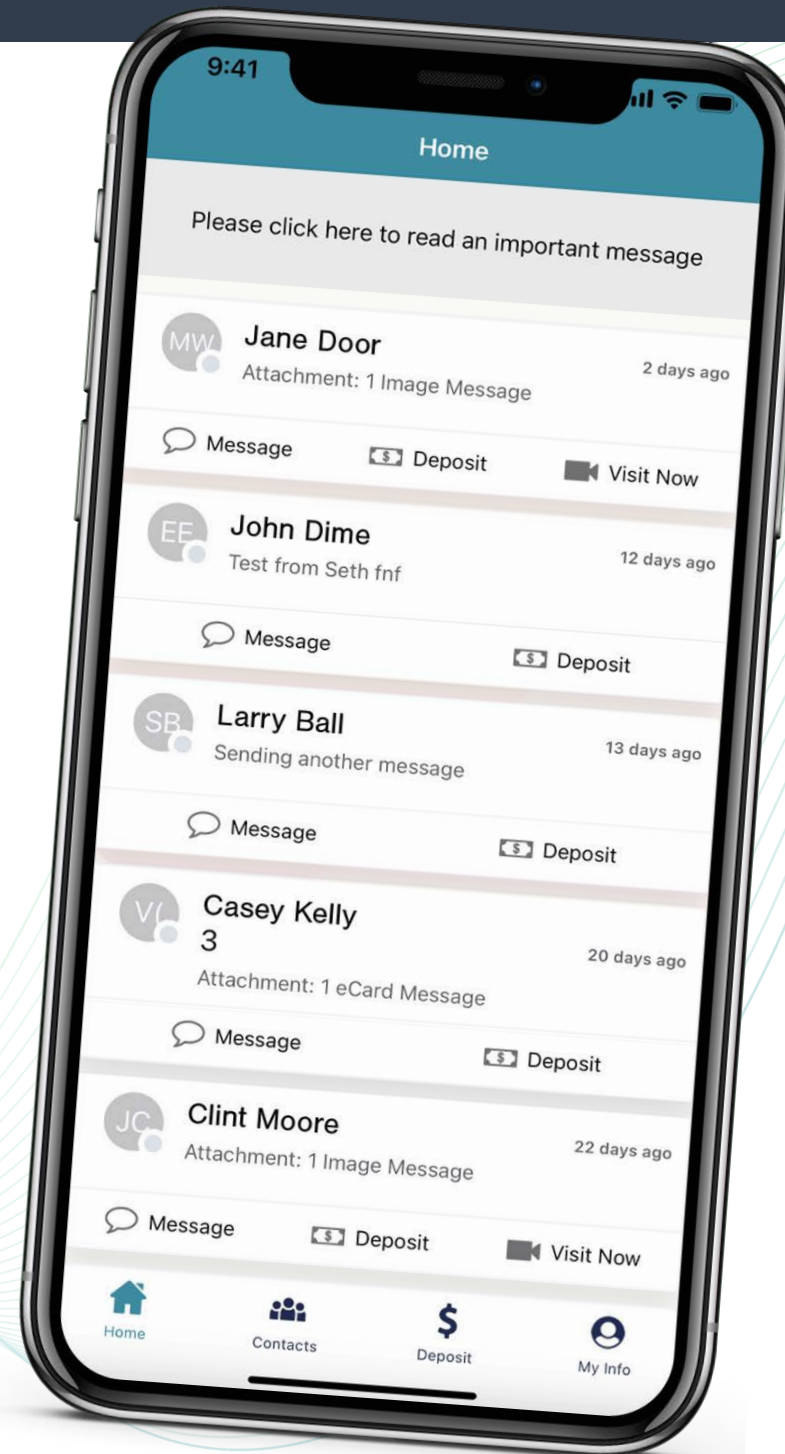 9:41
Home
Please click here to read an important message
MW
Jane Door
2 days ago
Attachment: 1 Image Message
Message
Deposit
Visit Now
EE
John Dime
12 days ago
Test from Seth fnf
Message
Deposit
SB
Larry Ball
13 days ago
Sending another message
Message
Deposit
V(
Casey Kelly
3
20 days ago
Attachment: 1 eCard Message
Message
Deposit
JC
Clint Moore
22 days ago
Attachment: 1 Image Message
Message
Deposit
Visit Now
Home
Contacts
Deposit
My Info